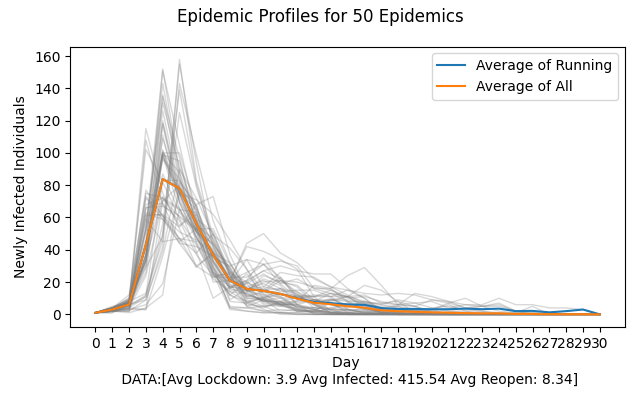 Epidemic Profiles for 50 Epidemics
Average of Running
Average of All
Newly Infected Individuals
160
140
120
100
80
60
40
20
0
0 1 2 3 4 5 6 7 8 9 10 11 12 13 14 15 16 17 18 19 20 21 22 23 24 25 26 27 28 29 30
Day
DATA:[Avg Lockdown: 3.9 Avg Infected: 415.54 Avg Reopen: 8.34]